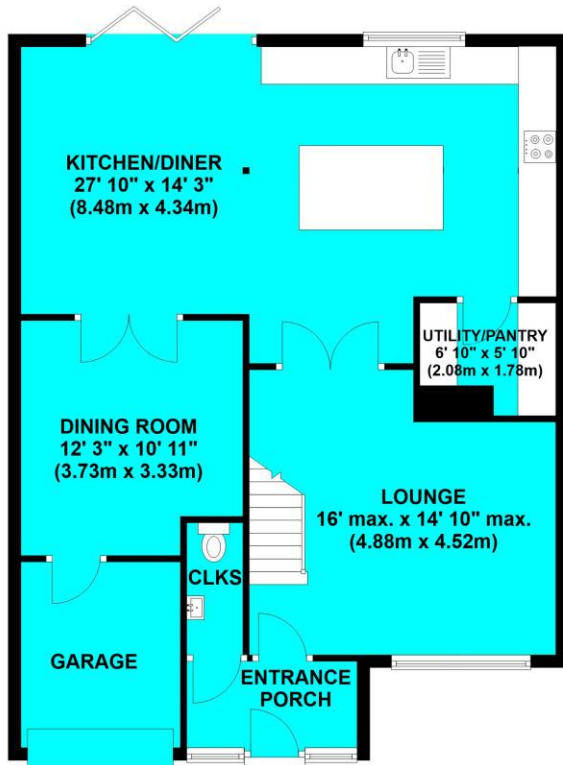 KITCHEN/DINER
27' 10" x 14' 3"
(8.48m x 4.34m)
UTILITY/PANTRY
6' 10" x 5' 10"
(2.08m x 1.78m)
DINING ROOM
12' 3" x 10' 11"
(3.73m x 3.33m)
LOUNGE
16' max. x 14' 10" max.
(4.88m x 4.52m)
CLKS
GARAGE
ENTRANCE
PORCH